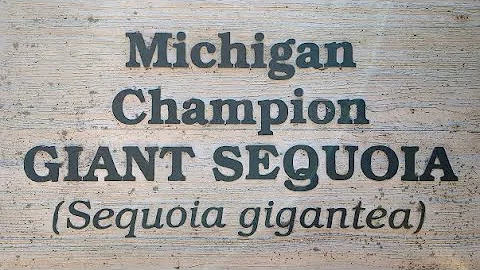 Michigan
Champion
GIANT SEQUOIA
(Sequoia gigantea)